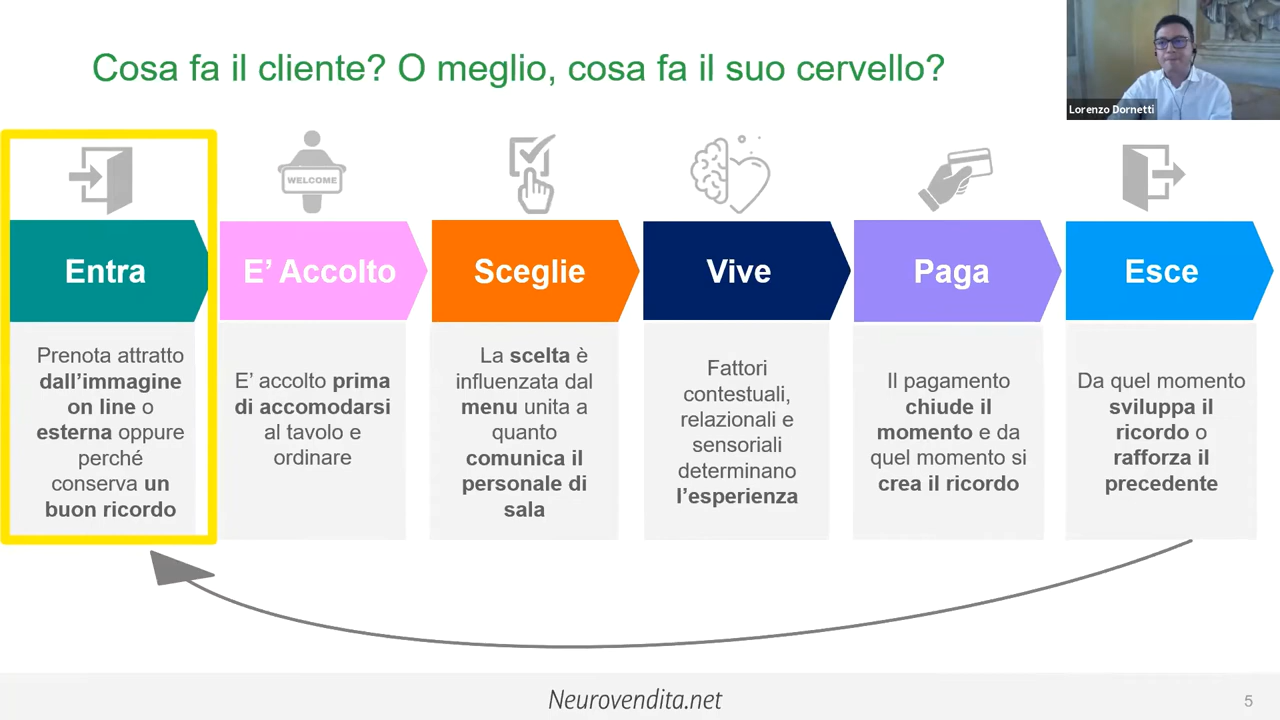 Cosa fa il cliente? O meglio, cosa fa il suo cervello?
Lorenzo Dornetti
WELCOME
Entra
E' Accolto
Sceglie
Vive
Paga
Esce
Prenota attratto
dall'immagine
on line o
esterna oppure
perché
conserva un
buon ricordo
E' accolto prima
di accomodarsi
al tavolo e
ordinare
La scelta è
influenzata dal
menu unita a
quanto
comunica il
personale di
sala
Fattori
contestuali,
relazionali e
sensoriali
determinano
l'esperienza
Il pagamento
chiude il
momento e da
quel momento si
crea il ricordo
Da quel momento
sviluppa il
ricordo o
rafforza il
precedente
Neurovendita.net
5